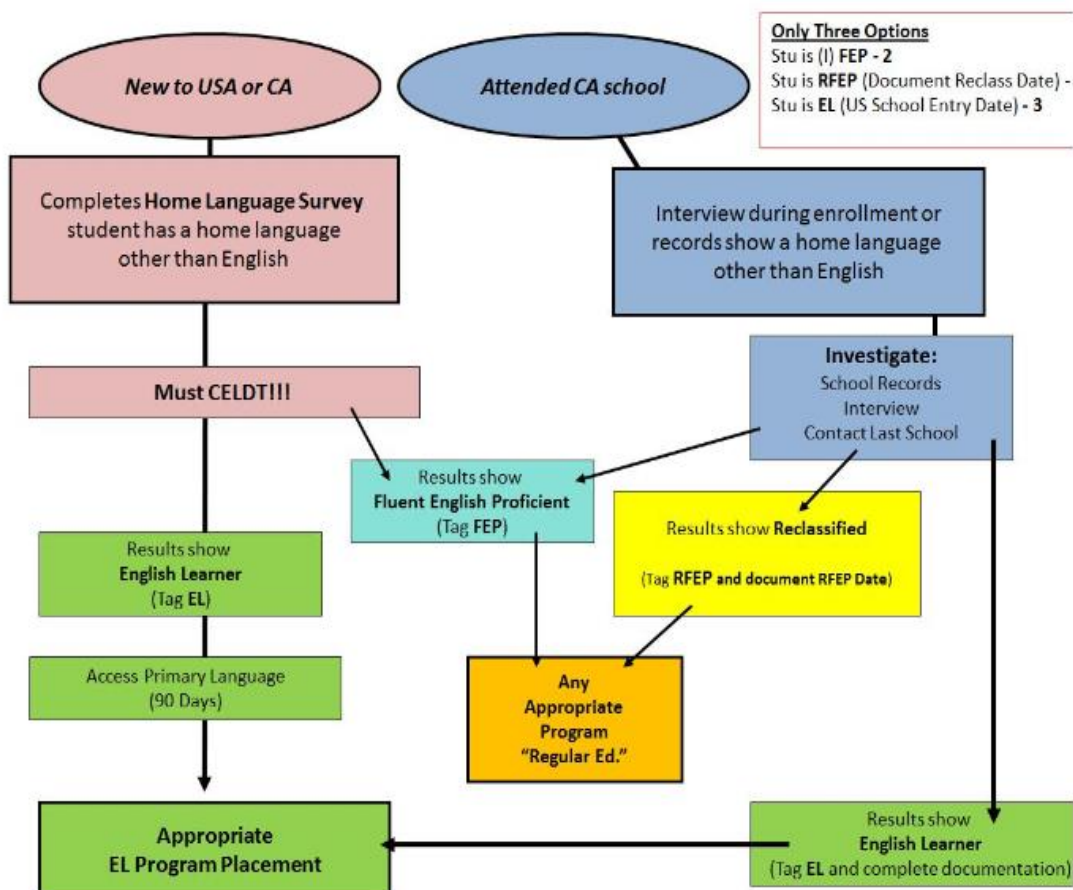 New to USA or CA
Attended CA school
Only Three Options
Stu is (I) FEP - 2
Stu is RFEP (Document Reclass Date) -
Stu is EL (US School Entry Date) - 3
Completes Home Language Survey
student has a home language
other than English
Interview during enrollment or
records show a home language
other than English
Must CELDT!!!
Investigate:
School Records
Interview
Contact Last School
Results show
Fluent English Proficient
(Tag FEP)
Results show Reclassified
(Tag RFEP and document RFEP Date)
Results show
English Learner
(Tag EL)
Access Primary Language
(90 Days)
Any
Appropriate
Program
“Regular Ed.”
Appropriate
EL Program Placement
Results show
English Learner
(Tag EL and complete documentation)